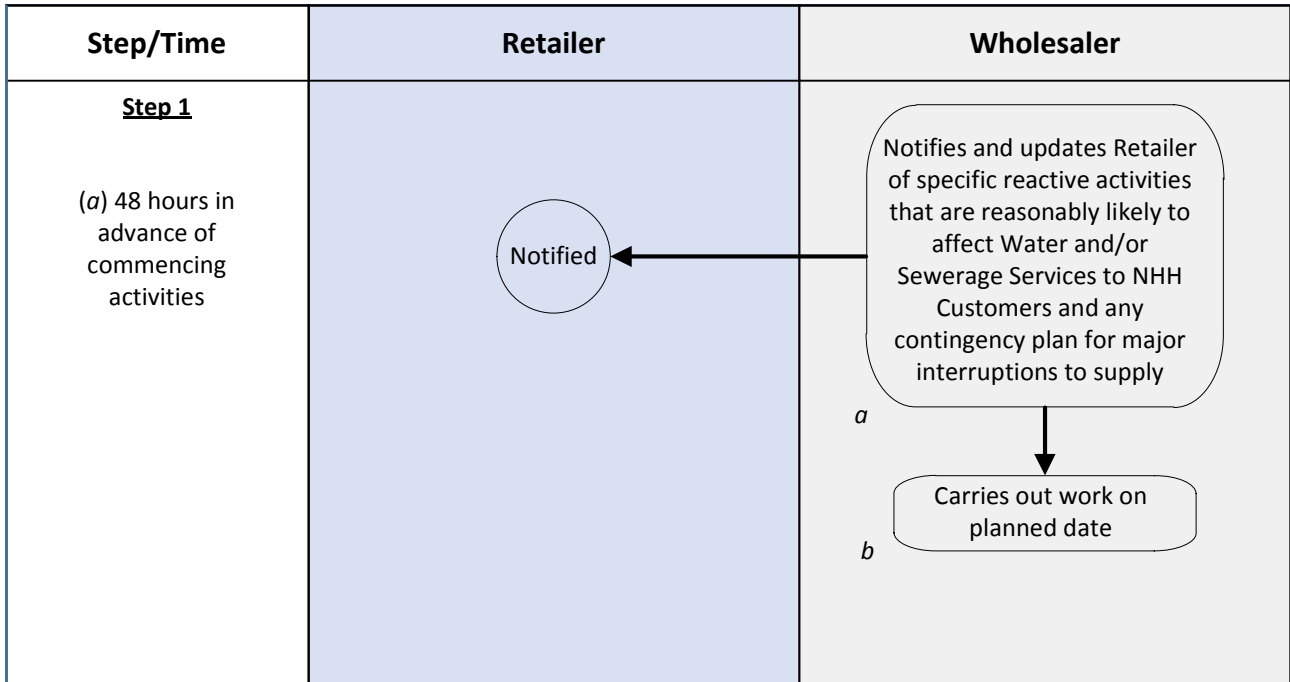 Step/Time
Retailer
Wholesaler
Step 1
(a) 48 hours in
advance of
commencing
activities
Notified
Notifies and updates Retailer
of specific reactive activities
that are reasonably likely to
affect Water and/or
Sewerage Services to NHH
Customers and any
contingency plan for major
interruptions to supply
a
Carries out work on
planned date
b